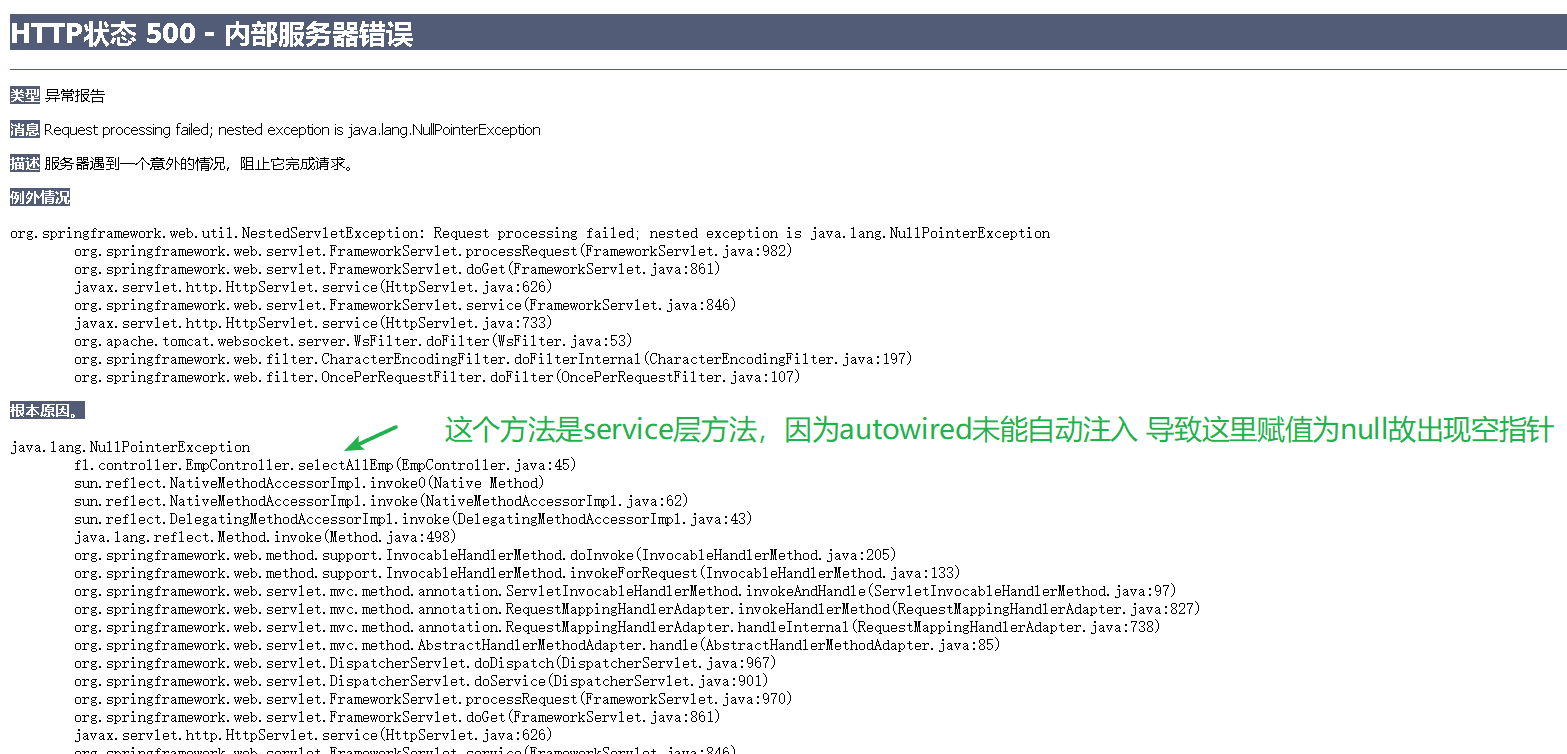 HTTP状态 500 - 内部服务器错误
类型 异常报告
消息 Request processing failed; nested exception is java.lang.NullPointerException
描述 服务器遇到一个意外的情况，阻止它完成请求。
例外情况
org.springframework.web.util.NestedServletException: Request processing failed; nested exception is java.lang.NullPointerException
org.springframework.web.servlet.FrameworkServlet.processRequest(FrameworkServlet.java:982)
org.springframework.web.servlet.FrameworkServlet.doGet(FrameworkServlet.java:861)
javax.servlet.http.HttpServlet.service(HttpServlet.java:626)
org.springframework.web.servlet.FrameworkServlet.service(FrameworkServlet.java:846)
javax.servlet.http.HttpServlet.service(HttpServlet.java:733)
org.apache.tomcat.websocket.server.WsFilter.doFilter(WsFilter.java:53)
org.springframework.web.filter.CharacterEncodingFilter.doFilterInternal(CharacterEncodingFilter.java:197)
org.springframework.web.filter.OncePerRequestFilter.doFilter(OncePerRequestFilter.java:107)
根本原因。
这个方法是service层方法，因为autowired未能自动注入 导致这里赋值为null故出现空指针
java.lang.NullPointerException
fl.controller.EmpController.selectAllEmp(EmpController.java:45)
sun.reflect.NativeMethodAccessorImpl.invoke0(Native Method)
sun.reflect.NativeMethodAccessorImpl.invoke(NativeMethodAccessorImpl.java:62)
sun.reflect.DelegatingMethodAccessorImpl.invoke(DelegatingMethodAccessorImpl.java:43)
java.lang.reflect.Method.invoke(Method.java:498)
org.springframework.web.method.support.InvocableHandlerMethod.doInvoke(InvocableHandlerMethod.java:205)
org.springframework.web.method.support.InvocableHandlerMethod.invokeForRequest(InvocableHandlerMethod.java:133)
org.springframework.web.servlet.mvc.method.annotation.ServletInvocableHandlerMethod.invokeAndHandle(ServletInvocableHandlerMethod.java:97)
org.springframework.web.servlet.mvc.method.annotation.RequestMappingHandlerAdapter.invokeHandlerMethod(RequestMappingHandlerAdapter.java:827)
org.springframework.web.servlet.mvc.method.annotation.RequestMappingHandlerAdapter.handleInternal(RequestMappingHandlerAdapter.java:738)
org.springframework.web.servlet.mvc.method.AbstractHandlerMethodAdapter.handle(AbstractHandlerMethodAdapter.java:85)
org.springframework.web.servlet.DispatcherServlet.doDispatch(DispatcherServlet.java:967)
org.springframework.web.servlet.DispatcherServlet.doService(DispatcherServlet.java:901)
org.springframework.web.servlet.FrameworkServlet.processRequest(FrameworkServlet.java:970)
org.springframework.web.servlet.FrameworkServlet.doGet(FrameworkServlet.java:861)
javax.servlet.http.HttpServlet.service(HttpServlet.java:626)
org.springframework.web.servlet.FrameworkServlet.service(FrameworkServlet.java:846)